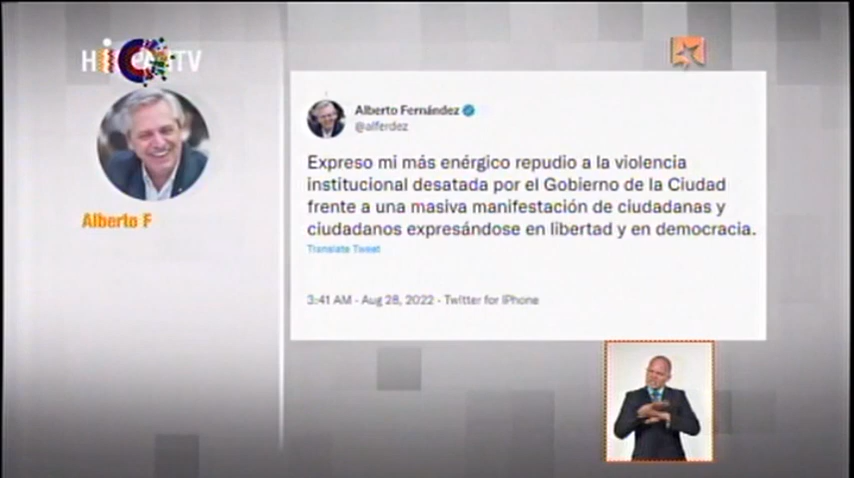 HispanTV
Alberto F
Alberto Fernández
@alferdez
Expreso mi más enérgico repudio a la violencia
institucional desatada por el Gobierno de la Ciudad
frente a una masiva manifestación de ciudadanas y
ciudadanos expresándose en libertad y en democracia.
Translate Tweet
3:41 AM · Aug 28, 2022 · Twitter for iPhone